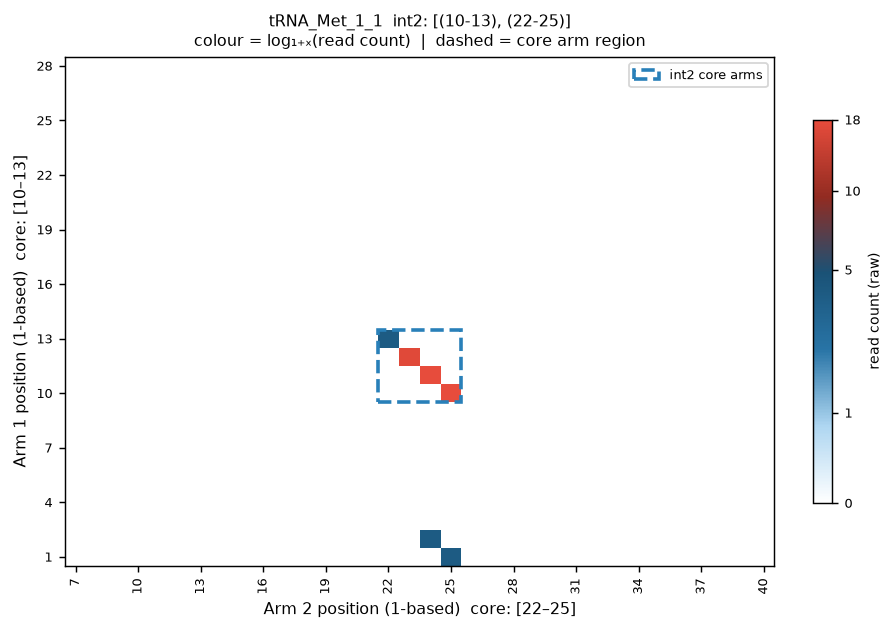 tRNA_Met_1_1  int2: [(10-13), (22-25)]
colour = log₁₊ₓ(read count)  |  dashed = core arm region
int2 core arms
Arm 1 position (1-based)  core: [10–13]
28
25
22
19
16
13
10
7
4
1
7 10 13 16 19 22 25 28 31 34 37 40
Arm 2 position (1-based)  core: [22–25]
18
10
5
1
0
read count (raw)